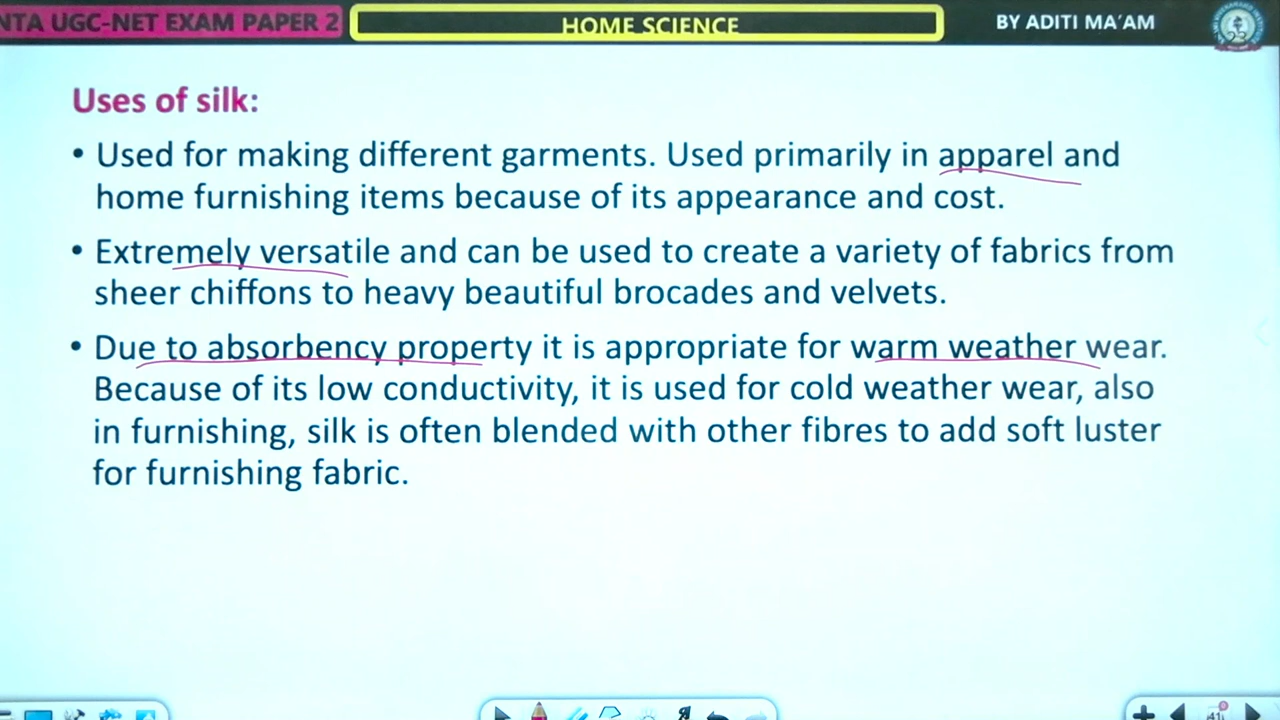 NTA UGC-NET EXAM PAPER 2
HOME SCIENCE
BY ADITI MA'AM
Uses of silk:
• Used for making different garments. Used primarily in apparel and
home furnishing items because of its appearance and cost.
• Extremely versatile and can be used to create a variety of fabrics from
sheer chiffons to heavy beautiful brocades and velvets.
• Due to absorbency property it is appropriate for warm weather wear.
Because of its low conductivity, it is used for cold weather wear, also
in furnishing, silk is often blended with other fibres to add soft luster
for furnishing fabric.
41